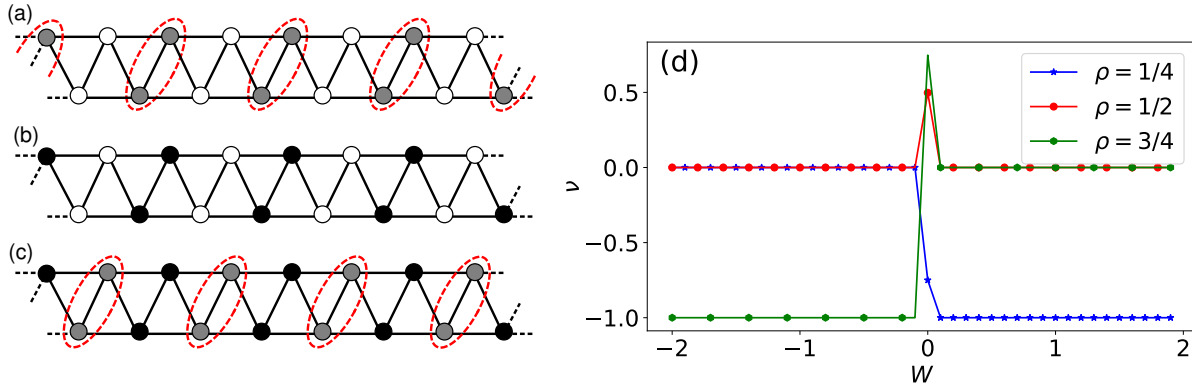 (a)
(b)
(c)
(d)
ρ = 1/4
ρ = 1/2
ρ = 3/4
0.5
0.0
−0.5
−1.0
ν
−2
−1
0
1
2
W